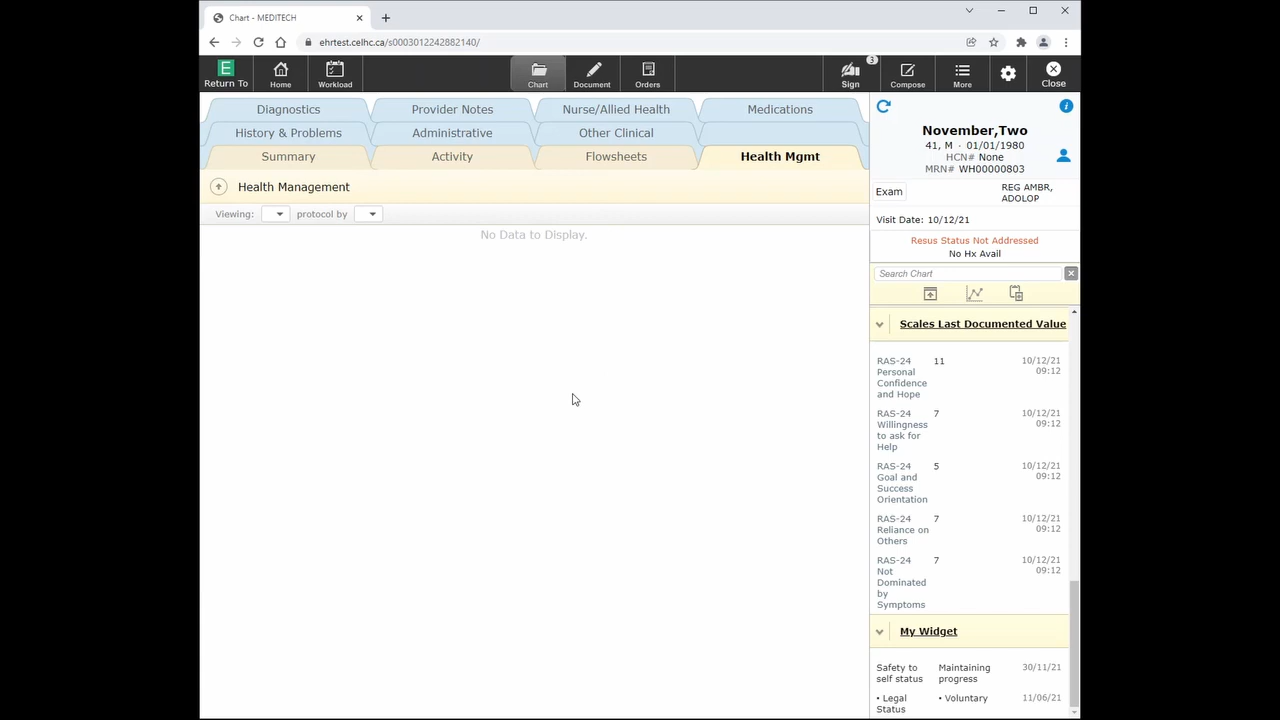 Chart - MEDITECH
ehrtest.celhc.ca/s0003012242882140/
E
Return To
Home
Workload
Chart
Document
Orders
3
Sign
Compose
More
Close
Diagnostics
Provider Notes
Nurse/Allied Health
Medications
History & Problems
Administrative
Other Clinical
Summary
Activity
Flowsheets
Health Mgmt
Health Management
Viewing:
protocol by
No Data to Display.
November,Two
41, M · 01/01/1980
HCN# None
MRN# WH00000803
Exam
REG AMBR,
ADOLOP
Visit Date: 10/12/21
Resus Status Not Addressed
No Hx Avail
Search Chart
Scales Last Documented Value
RAS-24 11 10/12/21
Personal 09:12
Confidence
and Hope
RAS-24 7 10/12/21
Willingness 09:12
to ask for
Help
RAS-24 5 10/12/21
Goal and 09:12
Success
Orientation
RAS-24 7 10/12/21
Reliance on 09:12
Others
RAS-24 7 10/12/21
Not 09:12
Dominated
by
Symptoms
My Widget
Safety to Maintaining 30/11/21
self status progress
• Legal • Voluntary 11/06/21
Status